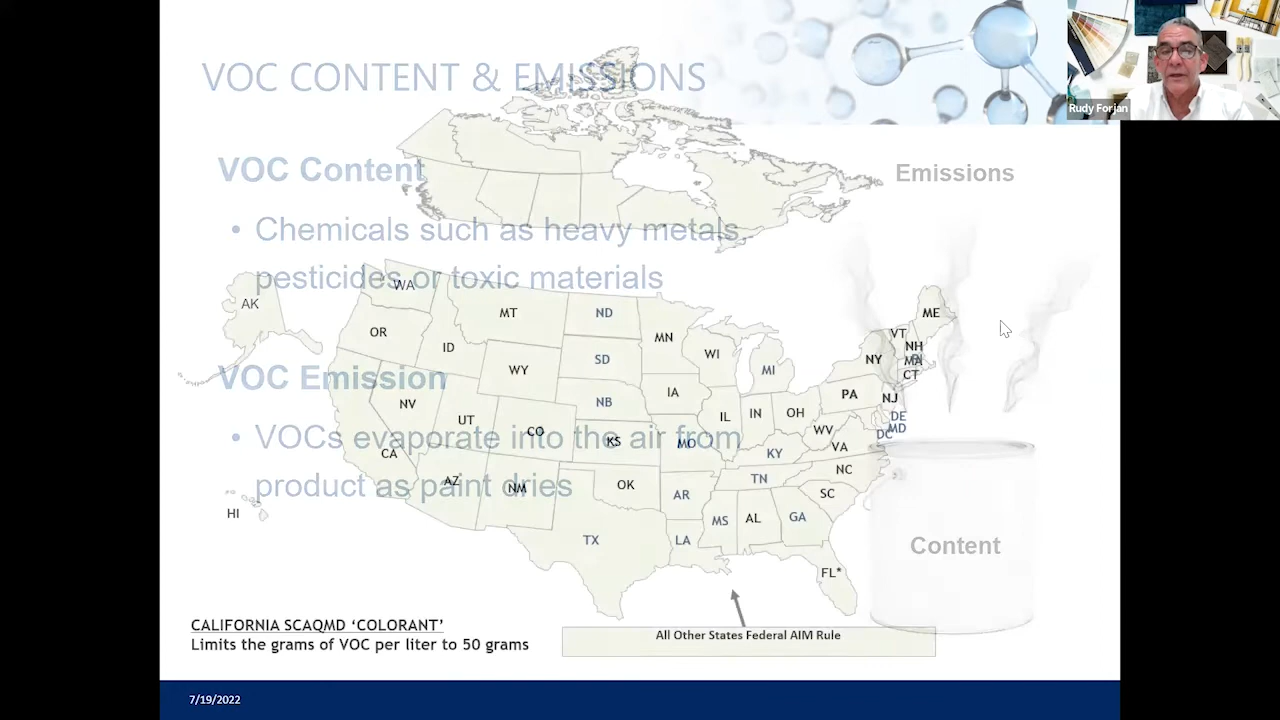 VOC CONTENT & EMISSIONS
Rudy Forjan
VOC Content
Emissions
• Chemicals such as heavy metals
pesticides or toxic materials
WA
AK
MT
ND
ME
OR
MN
VT
ID
NH
WI
SD
NY
MA
WY
MI
CT
VOC Emission
IA
PA
NJ
NV
NB
UT
IL
IN
OH
DE
MD
WV
DC
• VOCs evaporate into the air from
CO
KS
MO
VA
CA
KY
NC
AZ
NM
OK
TN
product as paint dries
AR
SC
HI
MS
AL
GA
TX
LA
Content
FL*
CALIFORNIA SCAQMD ‘COLORANT’
Limits the grams of VOC per liter to 50 grams
All Other States Federal AIM Rule
7/19/2022